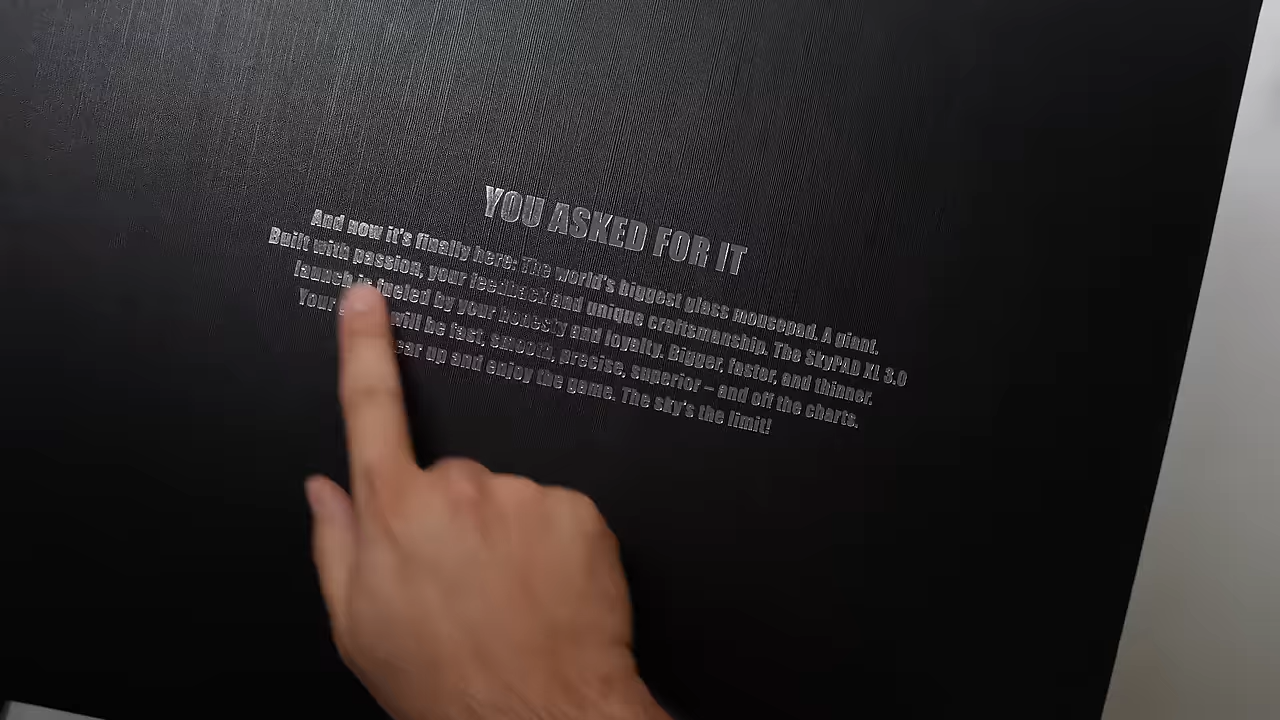 YOU ASKED FOR IT
And now it's finally here: The world's biggest glass mousepad. A giant.
Built with passion, your feedback and unique craftsmanship. The SkyPAD XL 3.0
launch is fueled by your honesty and loyalty. Bigger, faster, and thinner.
Your will be fast, smooth, precise, superior – and off the charts.
up and enjoy the game. The sky's the limit!